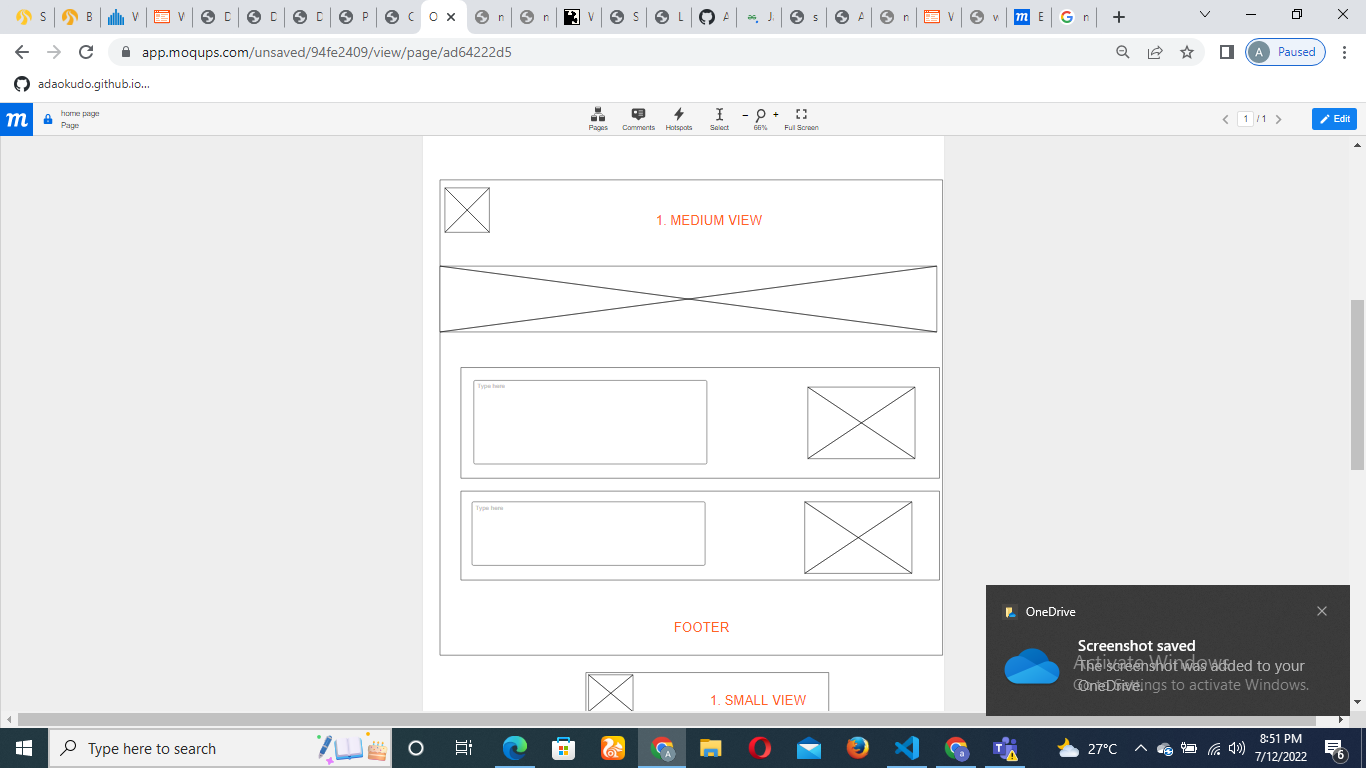 S
B
V
V
D
D
D
P
C
O
n
n
V
S
L
A
J
s
A
n
V
w
E
n
app.moqups.com/unsaved/94fe2409/view/page/ad64222d5
A
Paused
adaokudo.github.io...
m
home page
Page
Pages
Comments
Hotspots
Select
66%
Full Screen
1 / 1
Edit
1. MEDIUM VIEW
Type here
Type here
FOOTER
1. SMALL VIEW
OneDrive
Screenshot saved
The screenshot was added to your
OneDrive.
Activate Windows
Go to Settings to activate Windows.
Type here to search
27°C
8:51 PM
7/12/2022
6